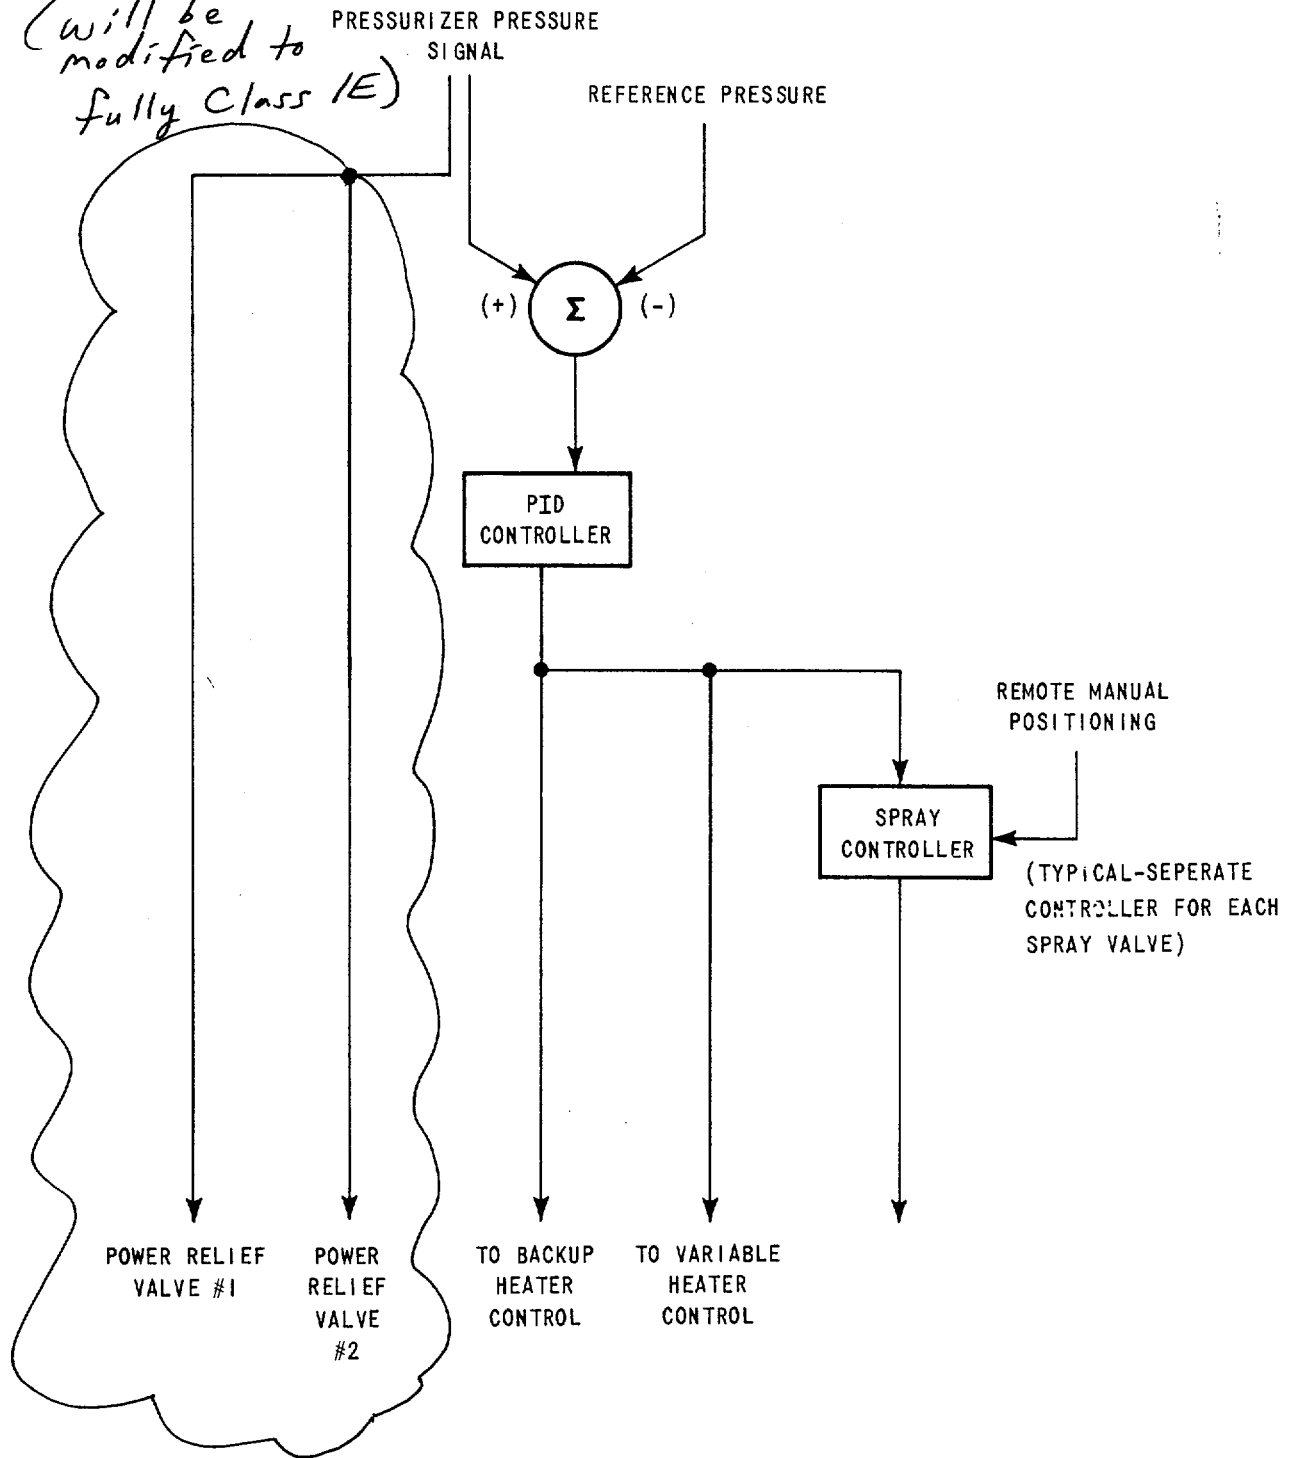 (will be
modified to
fully Class 1E)
PRESSURIZER PRESSURE
SIGNAL
REFERENCE PRESSURE
(+)
Σ
(-)
PID
CONTROLLER
REMOTE MANUAL
POSITIONING
SPRAY
CONTROLLER
(TYPICAL-SEPERATE
CONTROLLER FOR EACH
SPRAY VALVE)
POWER RELIEF
VALVE #1
POWER
RELIEF
VALVE
#2
TO BACKUP
HEATER
CONTROL
TO VARIABLE
HEATER
CONTROL